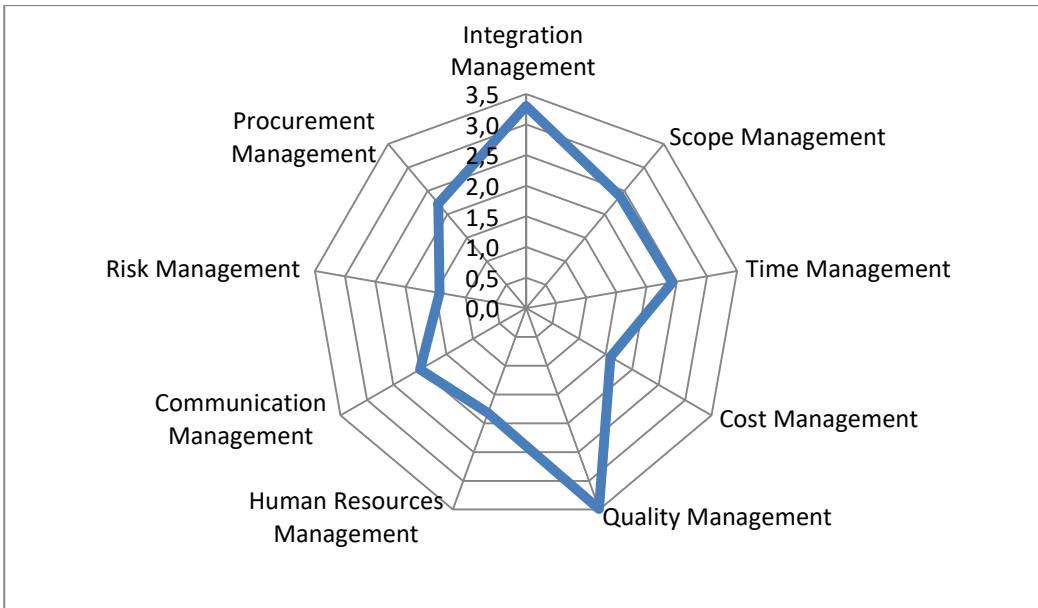 Integration
Management
Scope Management
Time Management
Cost Management
Quality Management
Human Resources
Management
Communication
Management
Risk Management
Procurement
Management
3,5
3,0
2,5
2,0
1,5
1,0
0,5
0,0